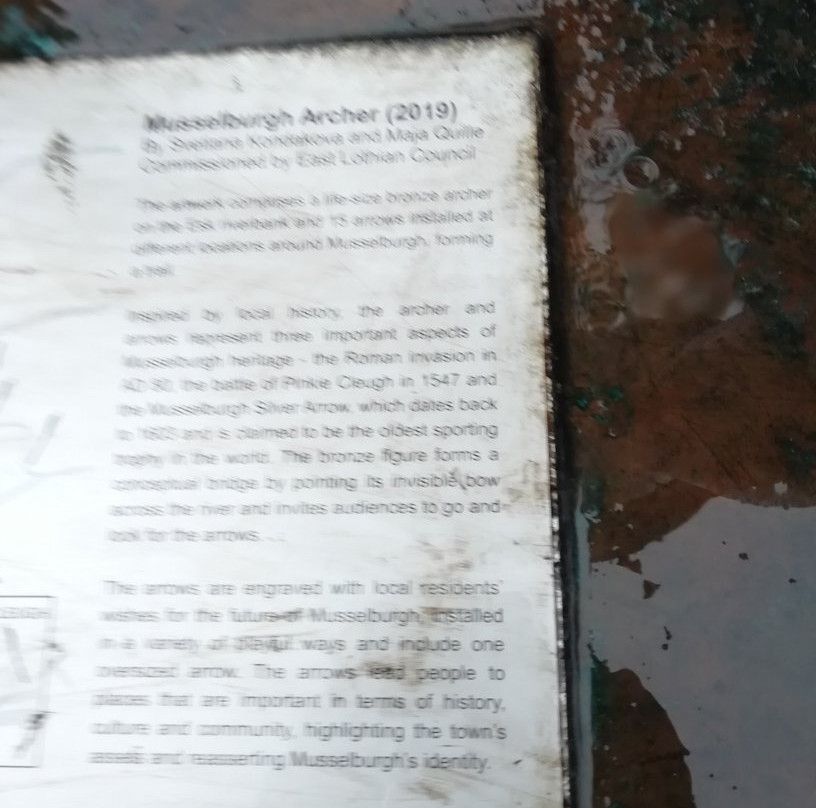 Musselburgh Archer (2019)
By Svetlana Kondakova and Maja Quille
Commissioned by East Lothian Council
The artwork comprises a life-size bronze archer
on the Esk riverbank and 15 arrows installed at
different locations around Musselburgh, forming
a trail.
Inspired by local history, the archer and
arrows represent three important aspects of
Musselburgh heritage - the Roman invasion in
AD 80, the battle of Pinkie Cleugh in 1547 and
the Musselburgh Silver Arrow, which dates back
to 1603 and is claimed to be the oldest sporting
trophy in the world. The bronze figure forms a
conceptual bridge by pointing its invisible bow
across the river and invites audiences to go and
look for the arrows.
The arrows are engraved with local residents'
wishes for the future of Musselburgh, installed
in a variety of playful ways and include one
oversized arrow. The arrows lead people to
places that are important in terms of history,
culture and community, highlighting the town's
assets and reasserting Musselburgh's identity.